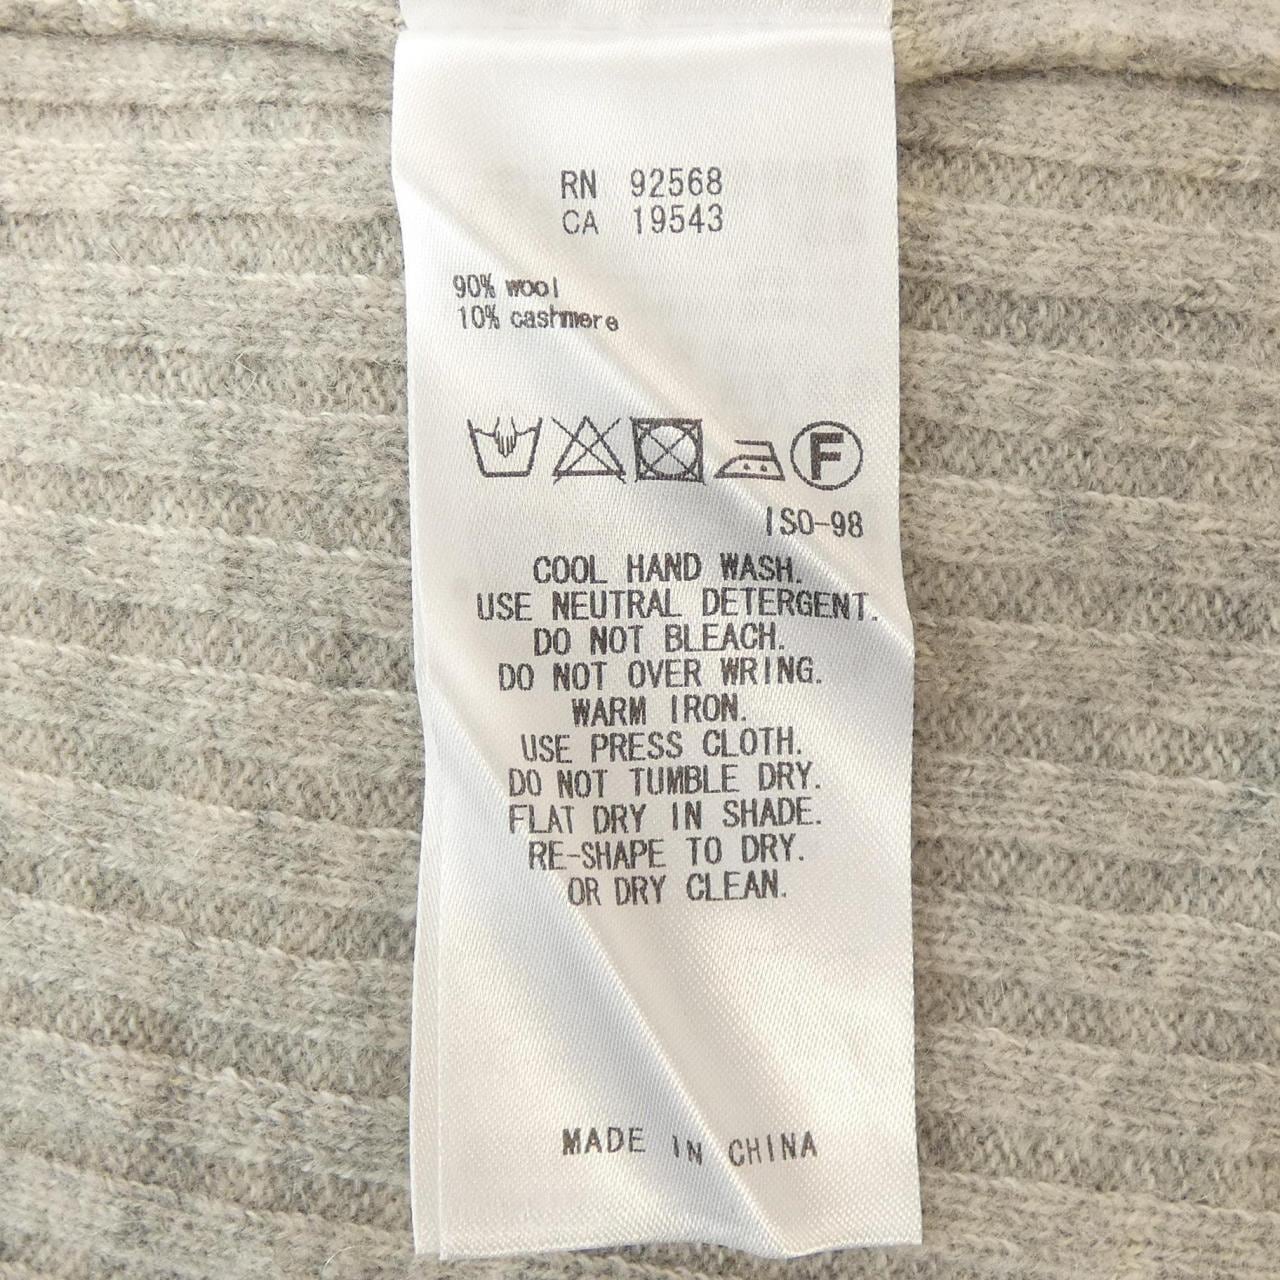 RN 92568
CA 19543
90% wool
10% cashmere
F
ISO-98
COOL HAND WASH.
USE NEUTRAL DETERGENT.
DO NOT BLEACH.
DO NOT OVER WRING.
WARM IRON.
USE PRESS CLOTH.
DO NOT TUMBLE DRY.
FLAT DRY IN SHADE.
RE-SHAPE TO DRY.
OR DRY CLEAN.
MADE IN CHINA